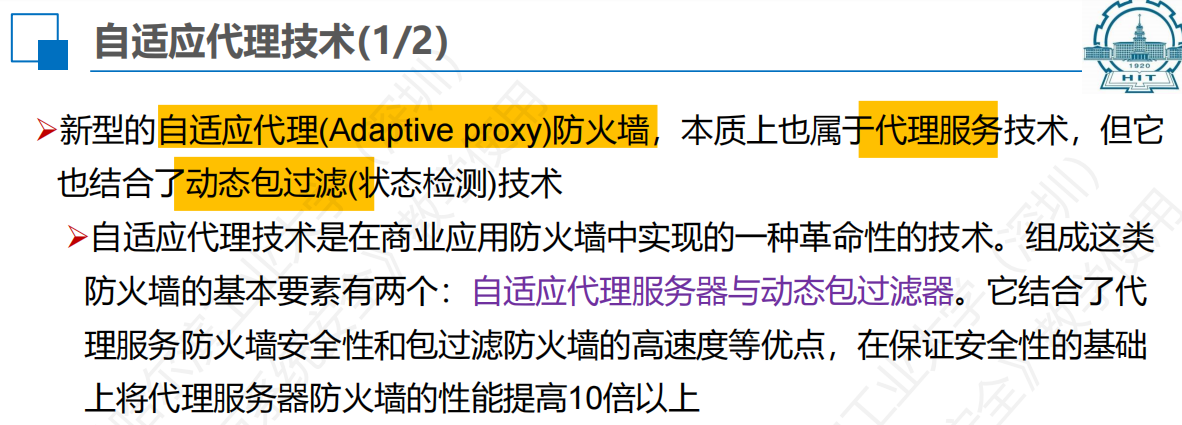 自适应代理技术(1/2)
1920
HIT
➢新型的自适应代理(Adaptive proxy)防火墙，本质上也属于代理服务技术，但它
也结合了动态包过滤(状态检测)技术
➢自适应代理技术是在商业应用防火墙中实现的一种革命性的技术。组成这类
防火墙的基本要素有两个：自适应代理服务器与动态包过滤器。它结合了代
理服务防火墙安全性和包过滤防火墙的高速度等优点，在保证安全性的基础
上将代理服务器防火墙的性能提高10倍以上